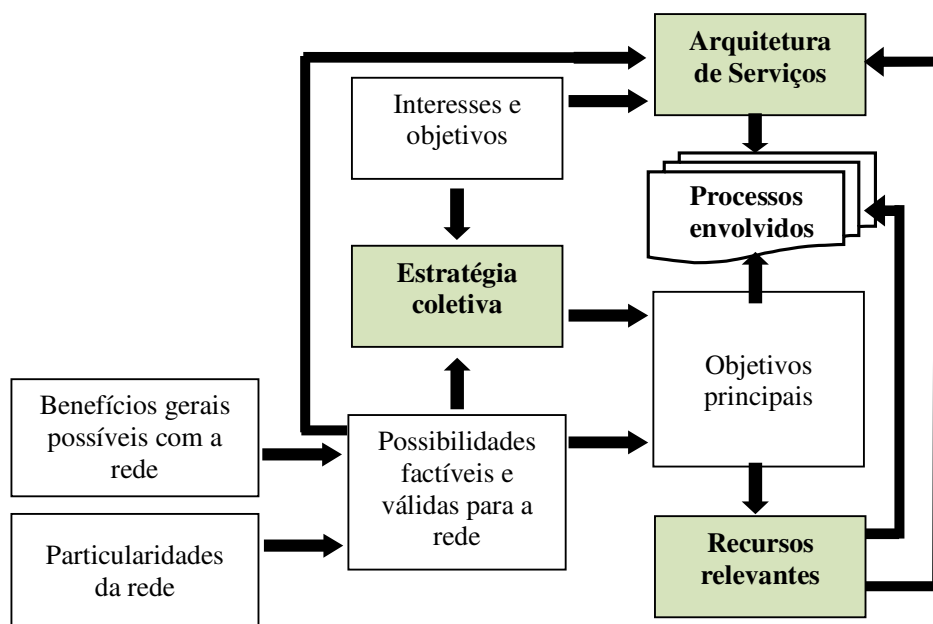 Arquitetura
de Serviços
Interesses e
objetivos
Processos
envolvidos
Estratégia
coletiva
Objetivos
principais
Benefícios gerais
possíveis com a
rede
Possibilidades
factíveis e
válidas para a
rede
Particularidades
da rede
Recursos
relevantes